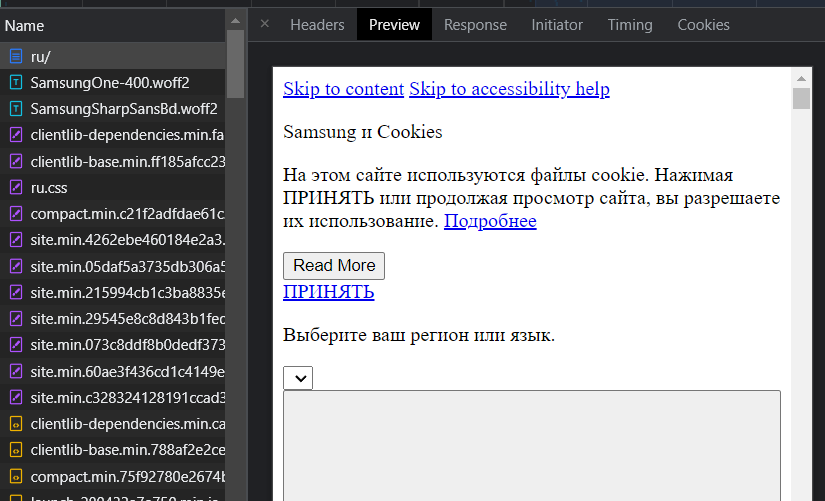 Name
Headers Preview Response Initiator Timing Cookies
ru/
SamsungOne-400.woff2
SamsungSharpSansBd.woff2
clientlib-dependencies.min.fa
clientlib-base.min.ff185afcc23
ru.css
compact.min.c21f2adfdae61c
site.min.4262ebe460184e2a3.
site.min.05daf5a3735db306a5
site.min.215994cb1c3ba8835e
site.min.29545e8c8d843b1fec
site.min.073c8ddf8b0dedf373
site.min.60ae3f436cd1c4149e
site.min.c328324128191ccad3
clientlib-dependencies.min.ca
clientlib-base.min.788af2e2ce
compact.min.75f92780e2674b
Skip to content Skip to accessibility help
Samsung и Cookies
На этом сайте используются файлы cookie. Нажимая
ПРИНЯТЬ или продолжая просмотр сайта, вы разрешаете
их использование. Подробнее
Read More
ПРИНЯТЬ
Выберите ваш регион или язык.